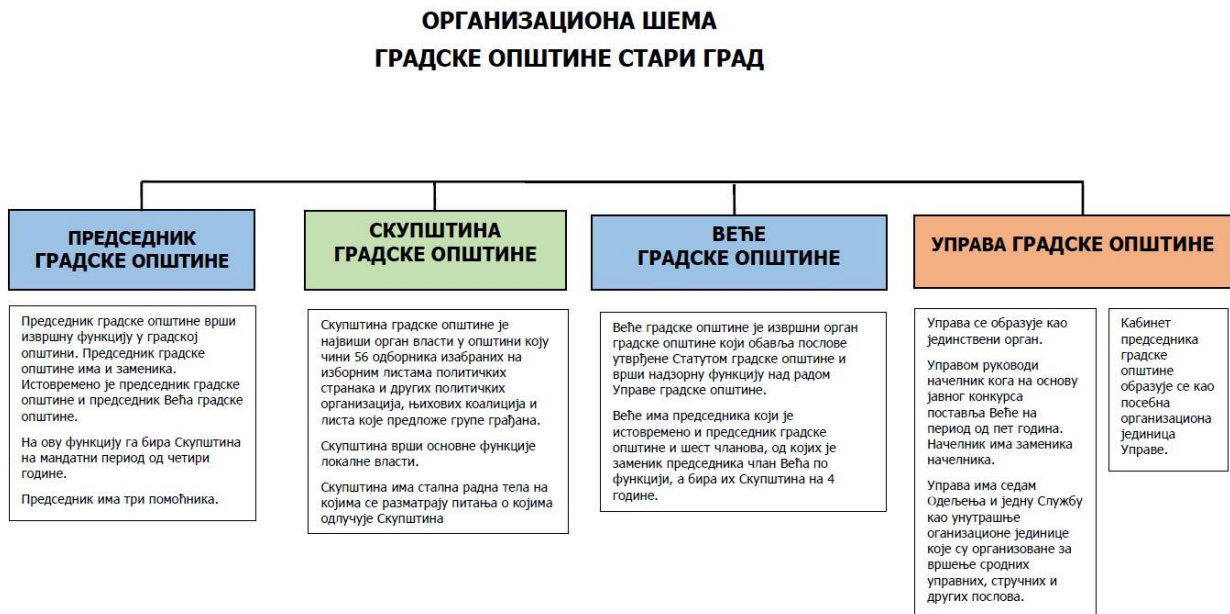 ОРГАНИЗАЦИОНА ШЕМА
ГРАДСКЕ ОПШТИНЕ СТАРИ ГРАД
ПРЕДСЕДНИК
ГРАДСКЕ ОПШТИНЕ
Председник градске општине врши
извршну функцију у градској
општини. Председник градске
општине има и заменика.
Истовремено је председник градске
општине и председник Већа градске
општине.
На ову функцију га бира Скупштина
на мандатни период од четири
године.
Председник има три помоћника.
СКУПШТИНА
ГРАДСКЕ ОПШТИНЕ
Скупштина градске општине је
највиши орган власти у општини коју
чини 56 одборника изабраних на
изборним листама политичких
странака и других политичких
организација, њихових коалиција и
листа које предложе групе грађана.
Скупштина врши основне функције
локалне власти.
Скупштина има стална радна тела на
којима се разматрају питања о којима
одлучује Скупштина
ВЕЋЕ
ГРАДСКЕ ОПШТИНЕ
Веће градске општине је извршни орган
градске општине који обавља послове
утврђене Статутом градске општине и
врши надзорну функцију над радом
Управе градске општине.
Веће има председника који је
истовремено и председник градске
општине и шест чланова, од којих је
заменик председника члан Већа по
функцији, а бира их Скупштина на 4
године.
УПРАВА ГРАДСКЕ ОПШТИНЕ
Управа се образује као
јединствени орган.
Управом руководи
начелник кога на основу
јавног конкурса
поставља Веће на
период од пет година.
Начелник има заменика
начелника.
Управа има седам
Одељења и једну Службу
као унутрашње
оганизационе јединице
које су организоване за
вршење сродних
управних, стручних и
других послова.
Кабинет
председника
градске
општине
образује се као
посебна
организациона
јединица
Управе.